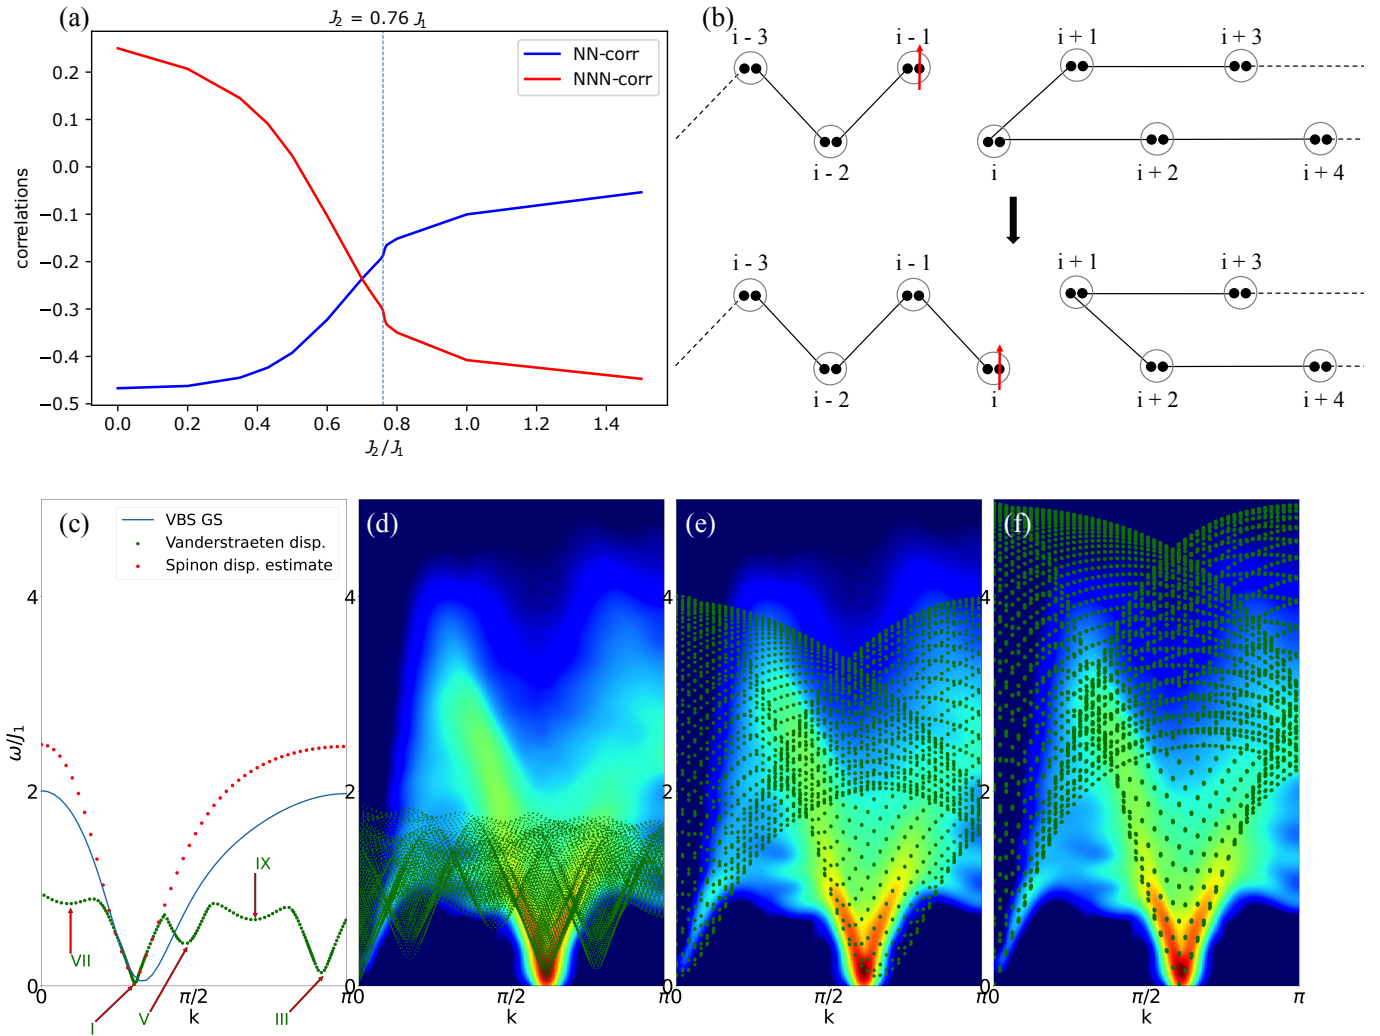 (a)
J₂ = 0.76 J₁
NN-corr
NNN-corr
0.2
0.1
0.0
−0.1
−0.2
−0.3
−0.4
−0.5
correlations
0.0 0.2 0.4 0.6 0.8 1.0 1.2 1.4
J₂/J₁
(b)
i - 3 i - 1 i + 1 i + 3
i - 2 i i + 2 i + 4
i - 3 i - 1 i + 1 i + 3
i - 2 i i + 2 i + 4
(c)
VBS GS
Vanderstraeten disp.
Spinon disp. estimate
4
2
0
ω/J₁
IX
VII
I V III
0 π/2 π
k
(d)
4
2
0
0 π/2 π
k
(e)
4
2
0
0 π/2 π
k
(f)
4
2
0
0 π/2 π
k